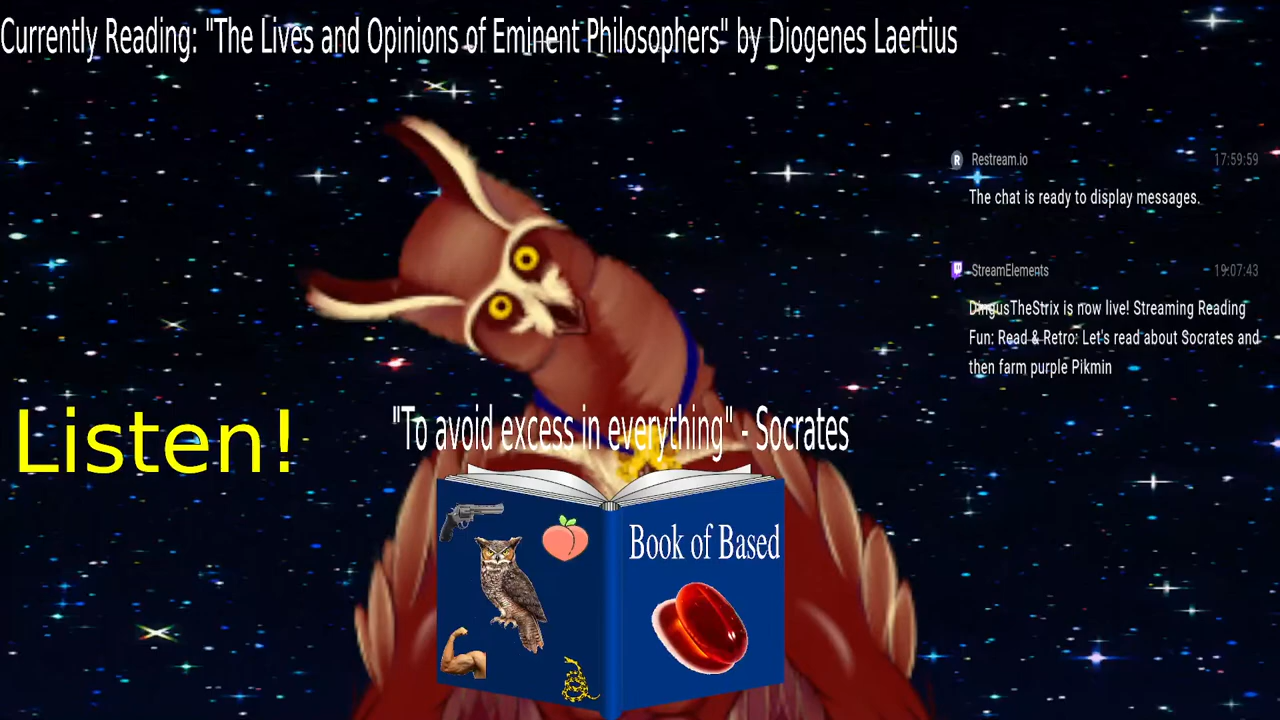 Currently Reading: "The Lives and Opinions of Eminent Philosophers" by Diogenes Laertius
R Restream.io 17:59:59
The chat is ready to display messages.
StreamElements 19:07:43
DingusTheStrix is now live! Streaming Reading
Fun: Read & Retro: Let's read about Socrates and
then farm purple Pikmin
Listen!
"To avoid excess in everything" - Socrates
Book of Based